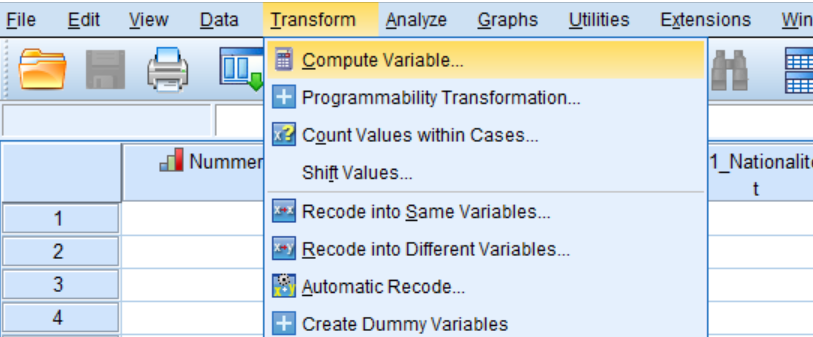 File Edit View Data Transform Analyze Graphs Utilities Extensions Win
Compute Variable...
Programmability Transformation...
Count Values within Cases...
Shift Values...
Recode into Same Variables...
Recode into Different Variables...
Automatic Recode...
Create Dummy Variables
Nummer
1_Nationalite
t
1
2
3
4